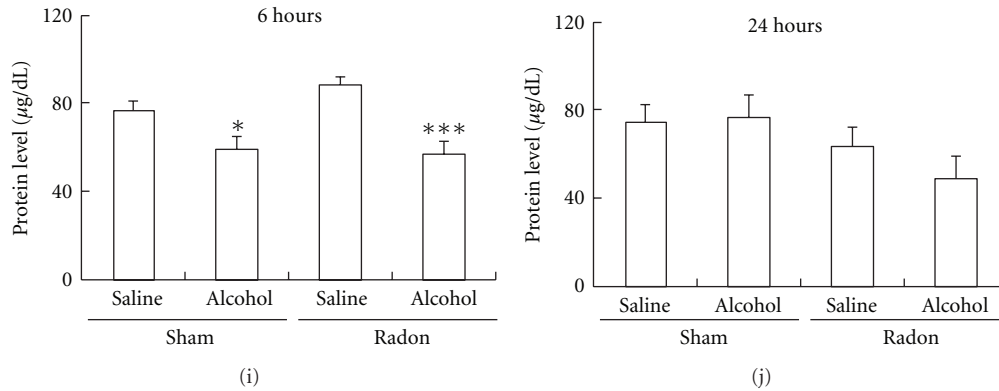 6 hours
Protein level (µg/dL)
120
80
40
0
*
***
Saline Alcohol Saline Alcohol
Sham Radon
(i)
24 hours
Protein level (µg/dL)
120
80
40
0
Saline Alcohol Saline Alcohol
Sham Radon
(j)